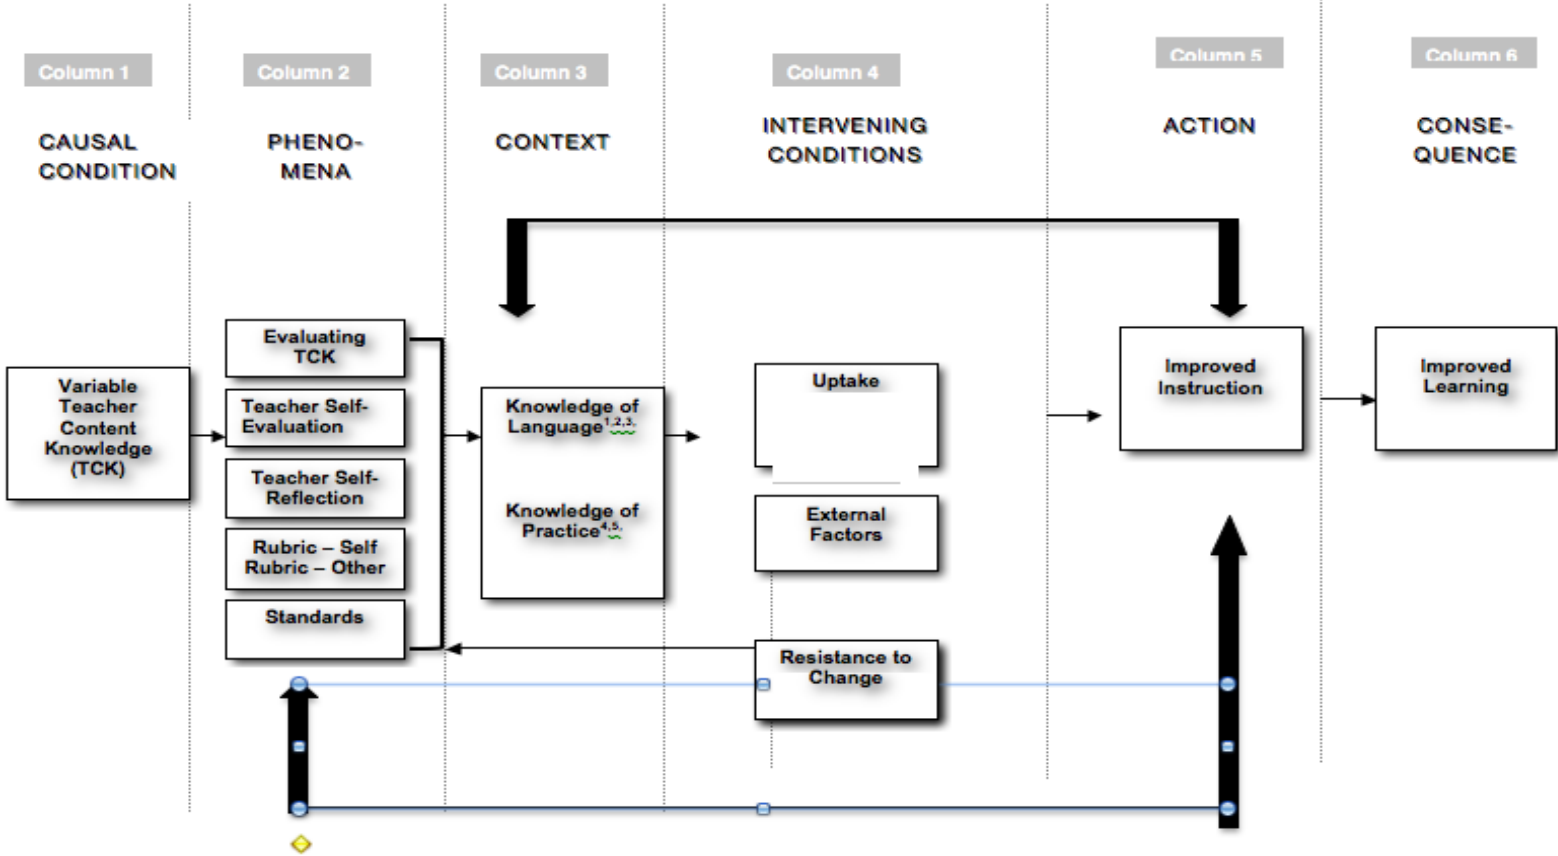 Column 1
Column 2
Column 3
Column 4
Column 5
Column 6
CAUSAL
CONDITION
PHENO-
MENA
CONTEXT
INTERVENING
CONDITIONS
ACTION
CONSE-
QUENCE
Variable
Teacher
Content
Knowledge
(TCK)
Evaluating
TCK
Teacher Self-
Evaluation
Teacher Self-
Reflection
Rubric – Self
Rubric – Other
Standards
Knowledge of
Language1,2,3,
Knowledge of
Practice4,5,
Uptake
External
Factors
Resistance to
Change
Improved
Instruction
Improved
Learning